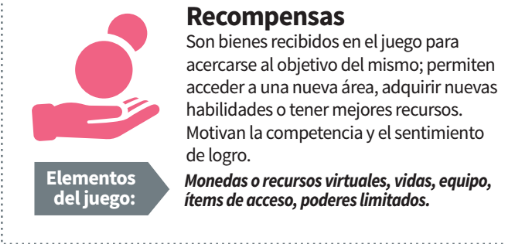 Recompensas
Son bienes recibidos en el juego para
acercarse al objetivo del mismo; permiten
acceder a una nueva área, adquirir nuevas
habilidades o tener mejores recursos.
Motivan la competencia y el sentimiento
de logro.
Elementos
del juego:
Monedas o recursos virtuales, vidas, equipo,
ítems de acceso, poderes limitados.